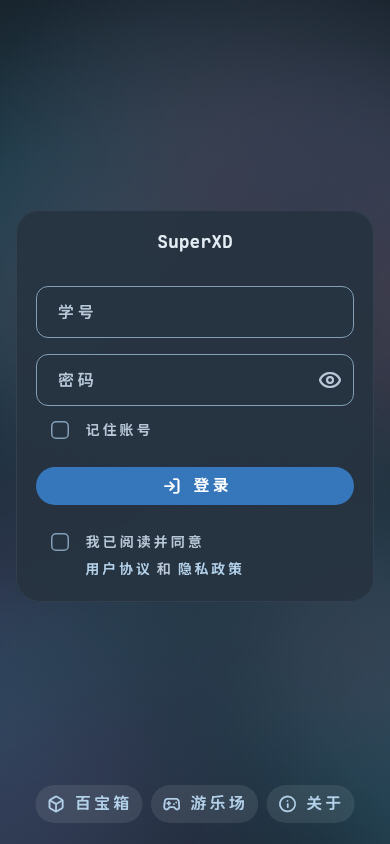 SuperXD
学号
密码
记住账号
登录
我已阅读并同意
用户协议 和 隐私政策
百宝箱 游乐场 关于